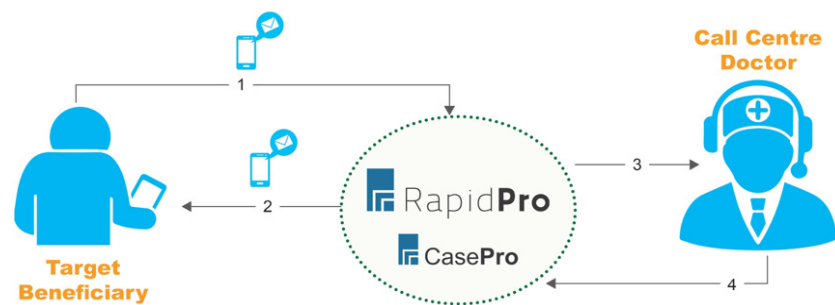 Call Centre
Doctor
1
2
3
RapidPro
CasePro
4
Target
Beneficiary